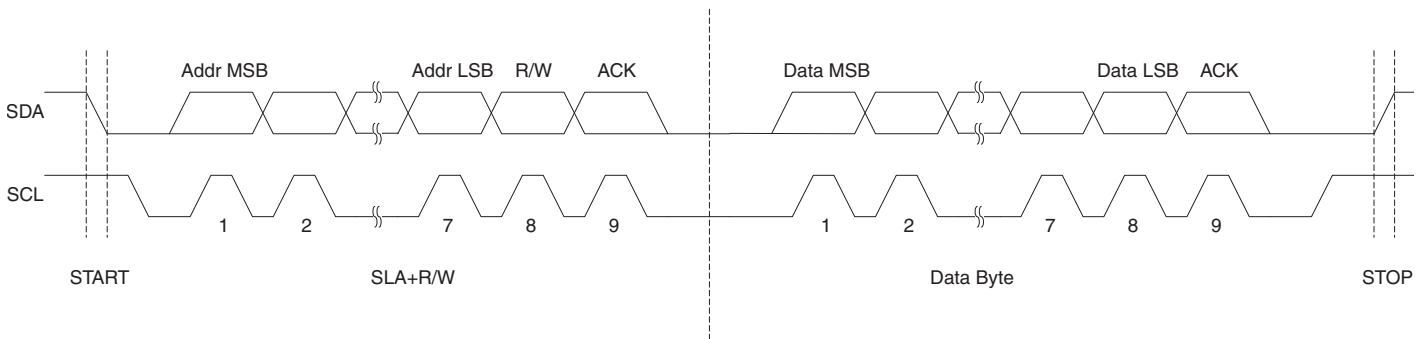 Addr MSB Addr LSB R/W ACK Data MSB Data LSB ACK
SDA
SCL
1 2 7 8 9 1 2 7 8 9
START SLA+R/W Data Byte STOP